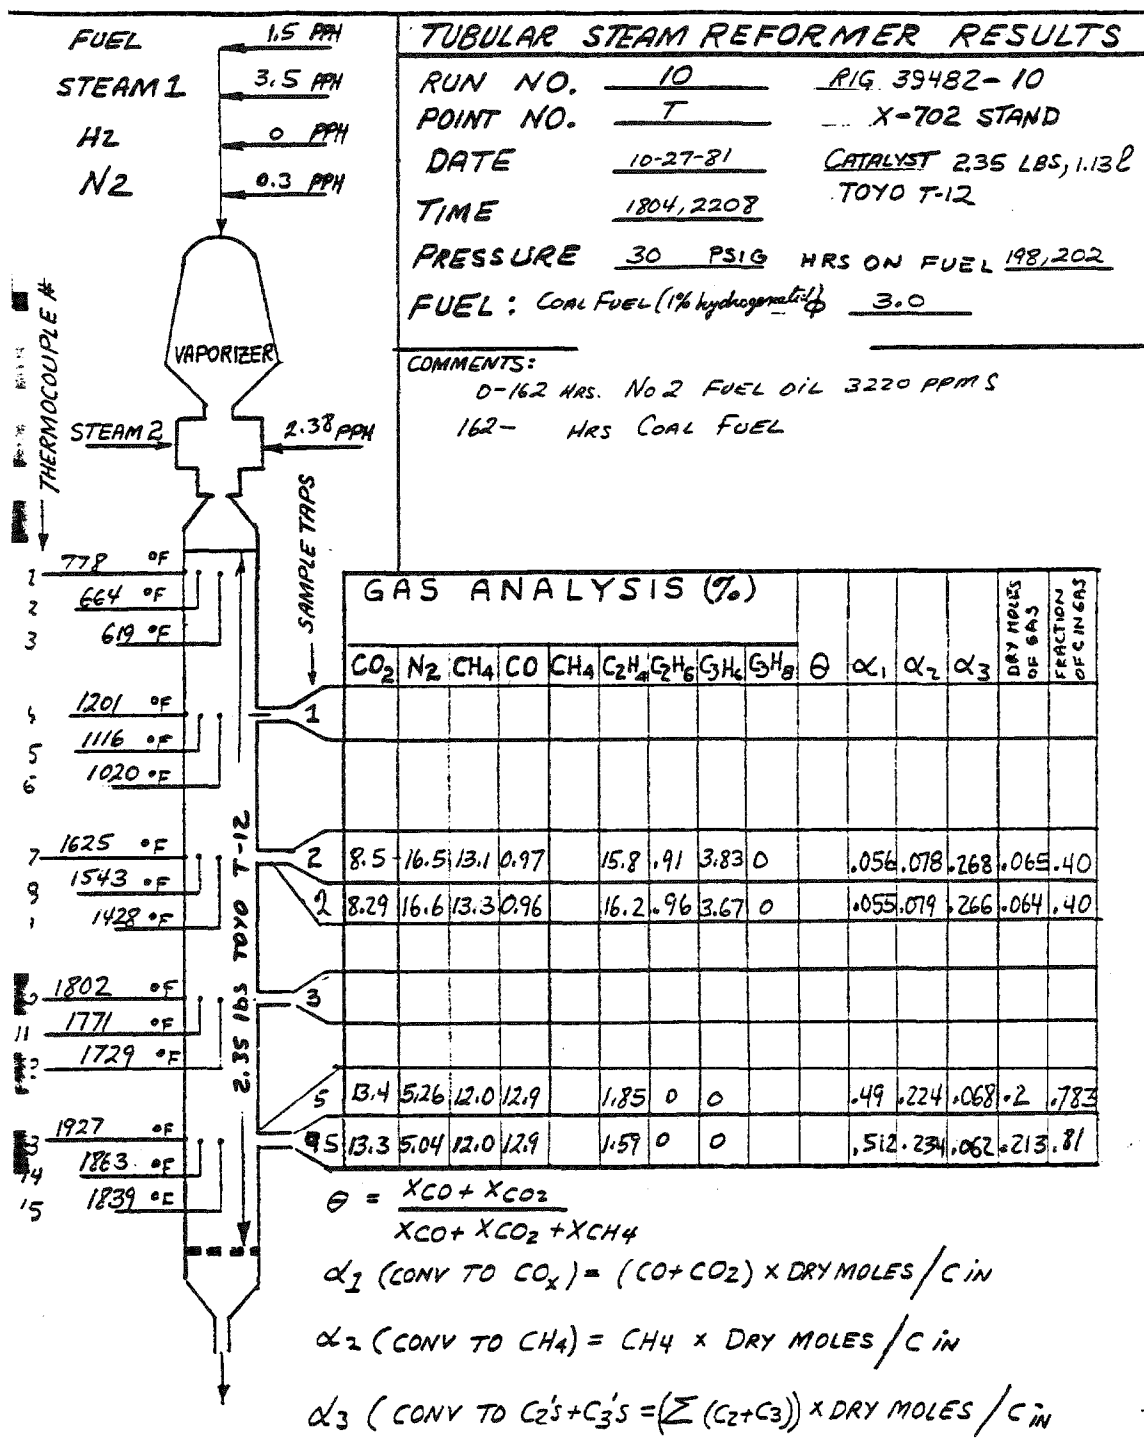 TUBULAR STEAM REFORMER RESULTS
FUEL 1.5 PPH
STEAM 1 3.5 PPH
H2 0 PPH
N2 0.3 PPH
RUN NO. 10 RIG 39482-10
POINT NO. T X-702 STAND
DATE 10-27-81 CATALYST 2.35 LBS, 1.13 l
TOYO T-12
TIME 1804, 2208
PRESSURE 30 PSIG HRS ON FUEL 198,202
FUEL: COAL FUEL (1% hydrogenated) ϕ 3.0
COMMENTS:
0-162 HRS. No 2 FUEL OIL 3220 PPM S
162- HRS COAL FUEL
VAPORIZER
STEAM 2 2.38 PPH
THERMOCOUPLE #
SAMPLE TAPS
2.35 lbs TOYO T-12
1 778 °F
2 664 °F
3 619 °F
4 1201 °F
5 1116 °F
6 1020 °F
7 1625 °F
8 1543 °F
1428 °F
1802 °F
11 1771 °F
1729 °F
1927 °F
14 1863 °F
15 1839 °F
GAS ANALYSIS (%)
CO2 N2 CH4 CO CH4 C2H4 C2H6 C3H6 C3H8 θ α1 α2 α3 DRY MOLES OF GAS FRACTION OF C IN GAS
1
2 8.5 16.5 13.1 0.97 15.8 .91 3.83 0 .056 .078 .268 .065 .40
2 8.29 16.6 13.3 0.96 16.2 .96 3.67 0 .055 .079 .266 .064 .40
3
5 13.4 5.26 12.0 12.9 1.85 0 0 .49 .224 .068 .2 .783
5 13.3 5.04 12.0 12.9 1.59 0 0 .512 .234 .062 .213 .81
θ = XCO + XCO2 / XCO + XCO2 + XCH4
α1 (CONV TO COx) = (CO + CO2) × DRY MOLES / C IN
α2 (CONV TO CH4) = CH4 × DRY MOLES / C IN
α3 (CONV TO C2's + C3's = (Σ (C2+C3)) × DRY MOLES / C IN